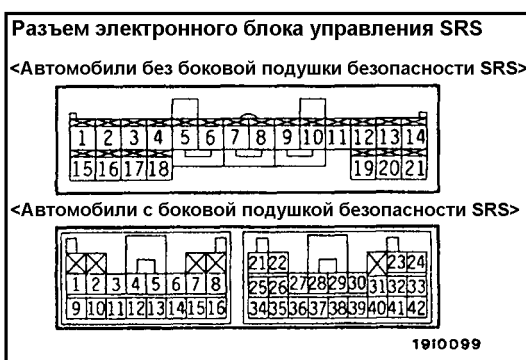 Разъем электронного блока управления SRS
<Автомобили без боковой подушки безопасности SRS>
1 2 3 4 5 6 7 8 9 10 11 12 13 14
15 16 17 18 19 20 21
<Автомобили с боковой подушкой безопасности SRS>
21 22 23 24
1 2 3 4 5 6 7 8 25 26 27 28 29 30 31 32 33
9 10 11 12 13 14 15 16 34 35 36 37 38 39 40 41 42
19I0099